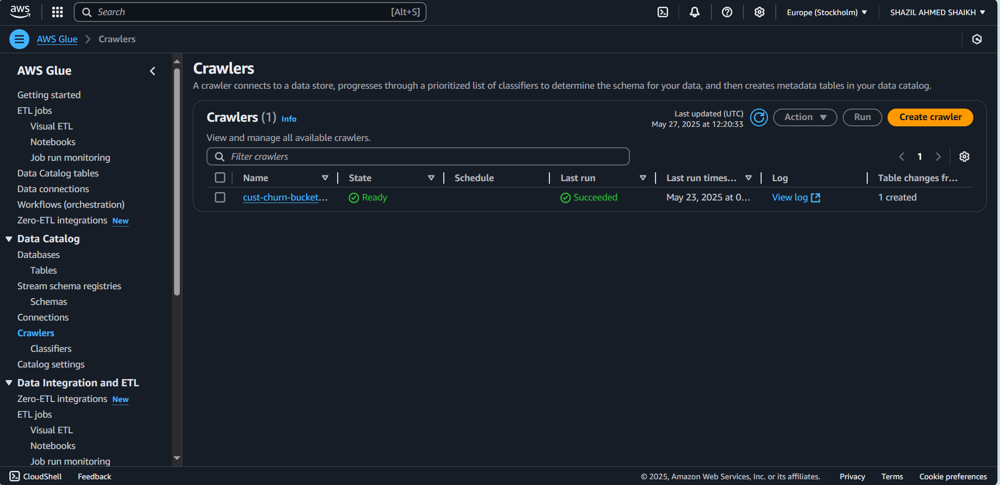 aws
Search
[Alt+S]
Europe (Stockholm)
SHAZIL AHMED SHAIKH
AWS Glue
Crawlers
AWS Glue
Getting started
ETL jobs
Visual ETL
Notebooks
Job run monitoring
Data Catalog tables
Data connections
Workflows (orchestration)
Zero-ETL integrations New
Data Catalog
Databases
Tables
Stream schema registries
Schemas
Connections
Crawlers
Classifiers
Catalog settings
Data Integration and ETL
Zero-ETL integrations New
ETL jobs
Visual ETL
Notebooks
Job run monitoring
Crawlers
A crawler connects to a data store, progresses through a prioritized list of classifiers to determine the schema for your data, and then creates metadata tables in your data catalog.
Crawlers (1) Info
Last updated (UTC)
May 27, 2025 at 12:20:33
Action
Run
Create crawler
View and manage all available crawlers.
Filter crawlers
1
Name State Schedule Last run Last run times... Log Table changes fr...
cust-churn-bucket... Ready Succeeded May 23, 2025 at 0... View log 1 created
CloudShell
Feedback
© 2025, Amazon Web Services, Inc. or its affiliates.
Privacy
Terms
Cookie preferences